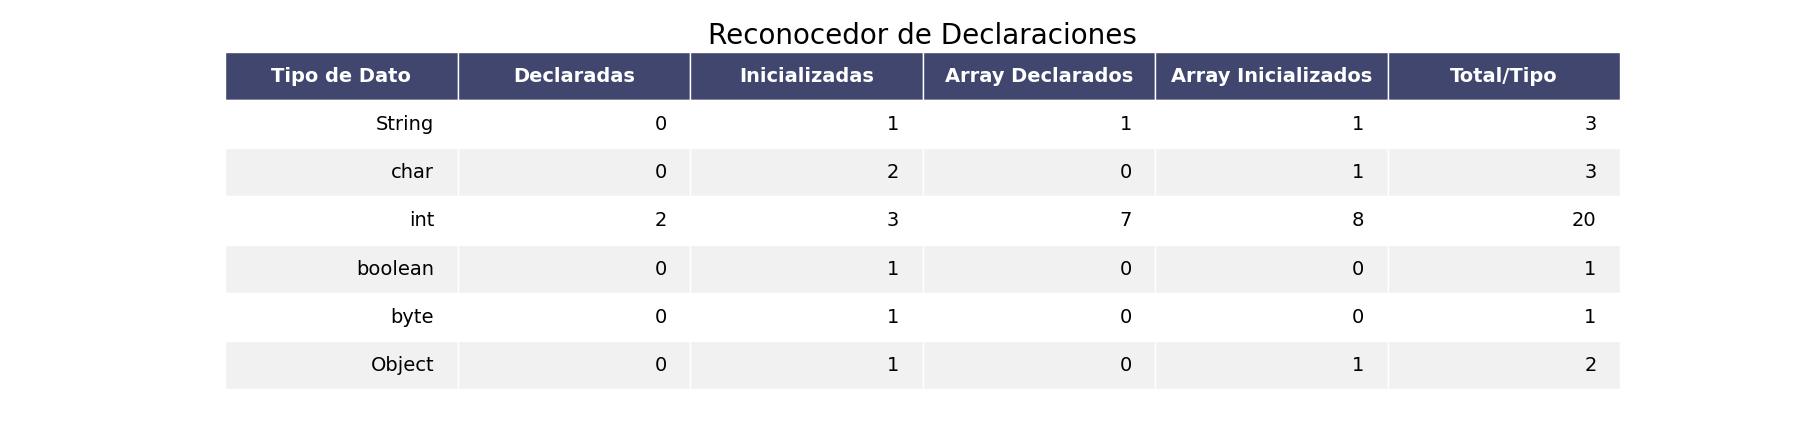 Reconocedor de Declaraciones
Tipo de Dato Declaradas Inicializadas Array Declarados Array Inicializados Total/Tipo
String 0 1 1 1 3
char 0 2 0 1 3
int 2 3 7 8 20
boolean 0 1 0 0 1
byte 0 1 0 0 1
Object 0 1 0 1 2